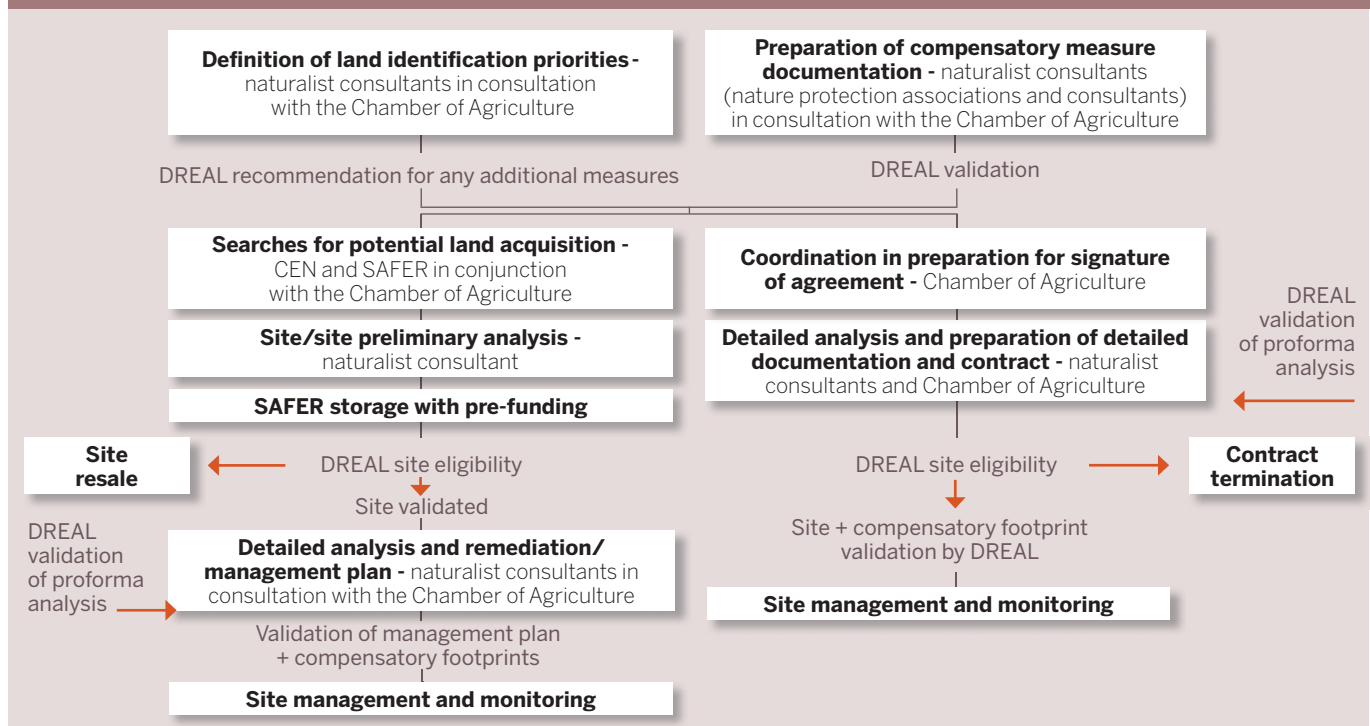 Definition of land identification priorities -
naturalist consultants in consultation
with the Chamber of Agriculture
Preparation of compensatory measure
documentation - naturalist consultants
(nature protection associations and consultants)
in consultation with the Chamber of Agriculture
DREAL recommendation for any additional measures
DREAL validation
Searches for potential land acquisition -
CEN and SAFER in conjunction
with the Chamber of Agriculture
Coordination in preparation for signature
of agreement - Chamber of Agriculture
Site/site preliminary analysis -
naturalist consultant
Detailed analysis and preparation of detailed
documentation and contract - naturalist
consultants and Chamber of Agriculture
DREAL
validation
of proforma
analysis
SAFER storage with pre-funding
Site
resale
DREAL site eligibility
DREAL site eligibility
Contract
termination
Site validated
DREAL
validation
of proforma
analysis
Detailed analysis and remediation/
management plan - naturalist consultants in
consultation with the Chamber of Agriculture
Site + compensatory footprint
validation by DREAL
Site management and monitoring
Validation of management plan
+ compensatory footprints
Site management and monitoring